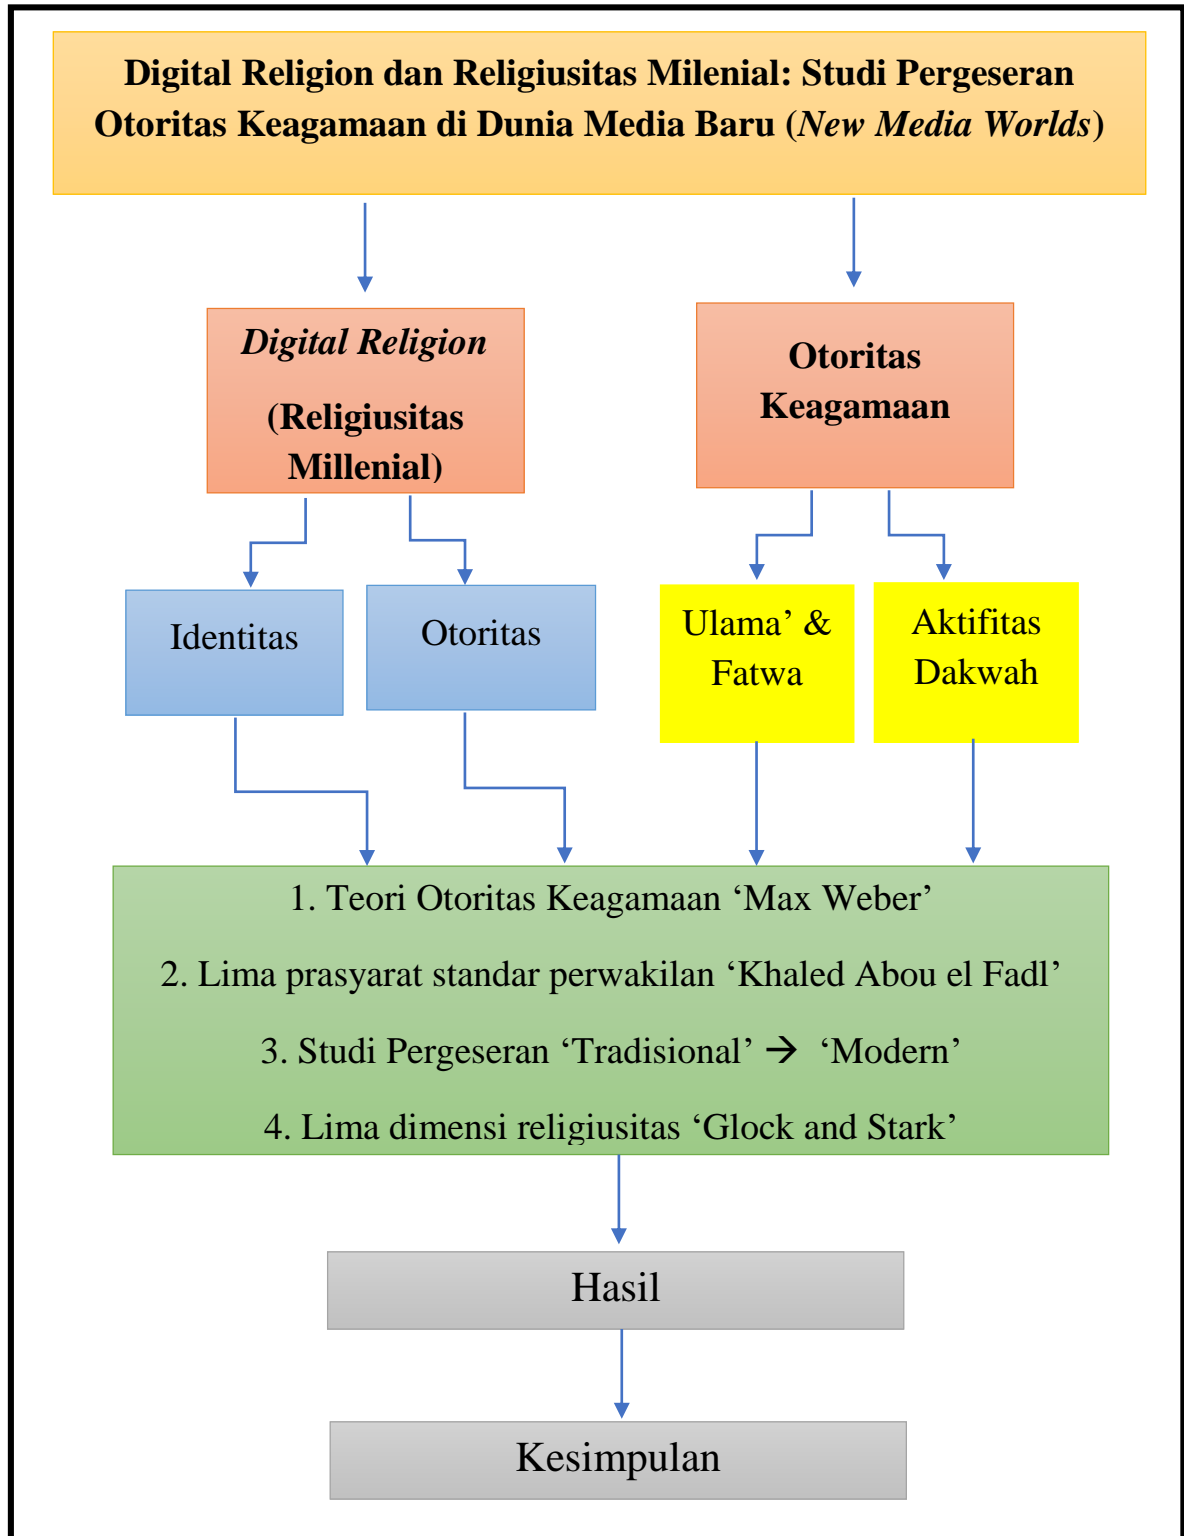 Digital Religion dan Religiusitas Milenial: Studi Pergeseran
Otoritas Keagamaan di Dunia Media Baru (New Media Worlds)
Digital Religion
(Religiusitas
Millenial)
Otoritas
Keagamaan
Identitas
Otoritas
Ulama’ &
Fatwa
Aktifitas
Dakwah
1. Teori Otoritas Keagamaan ‘Max Weber’
2. Lima prasyarat standar perwakilan ‘Khaled Abou el Fadl’
3. Studi Pergeseran ‘Tradisional’ → ‘Modern’
4. Lima dimensi religiusitas ‘Glock and Stark’
Hasil
Kesimpulan